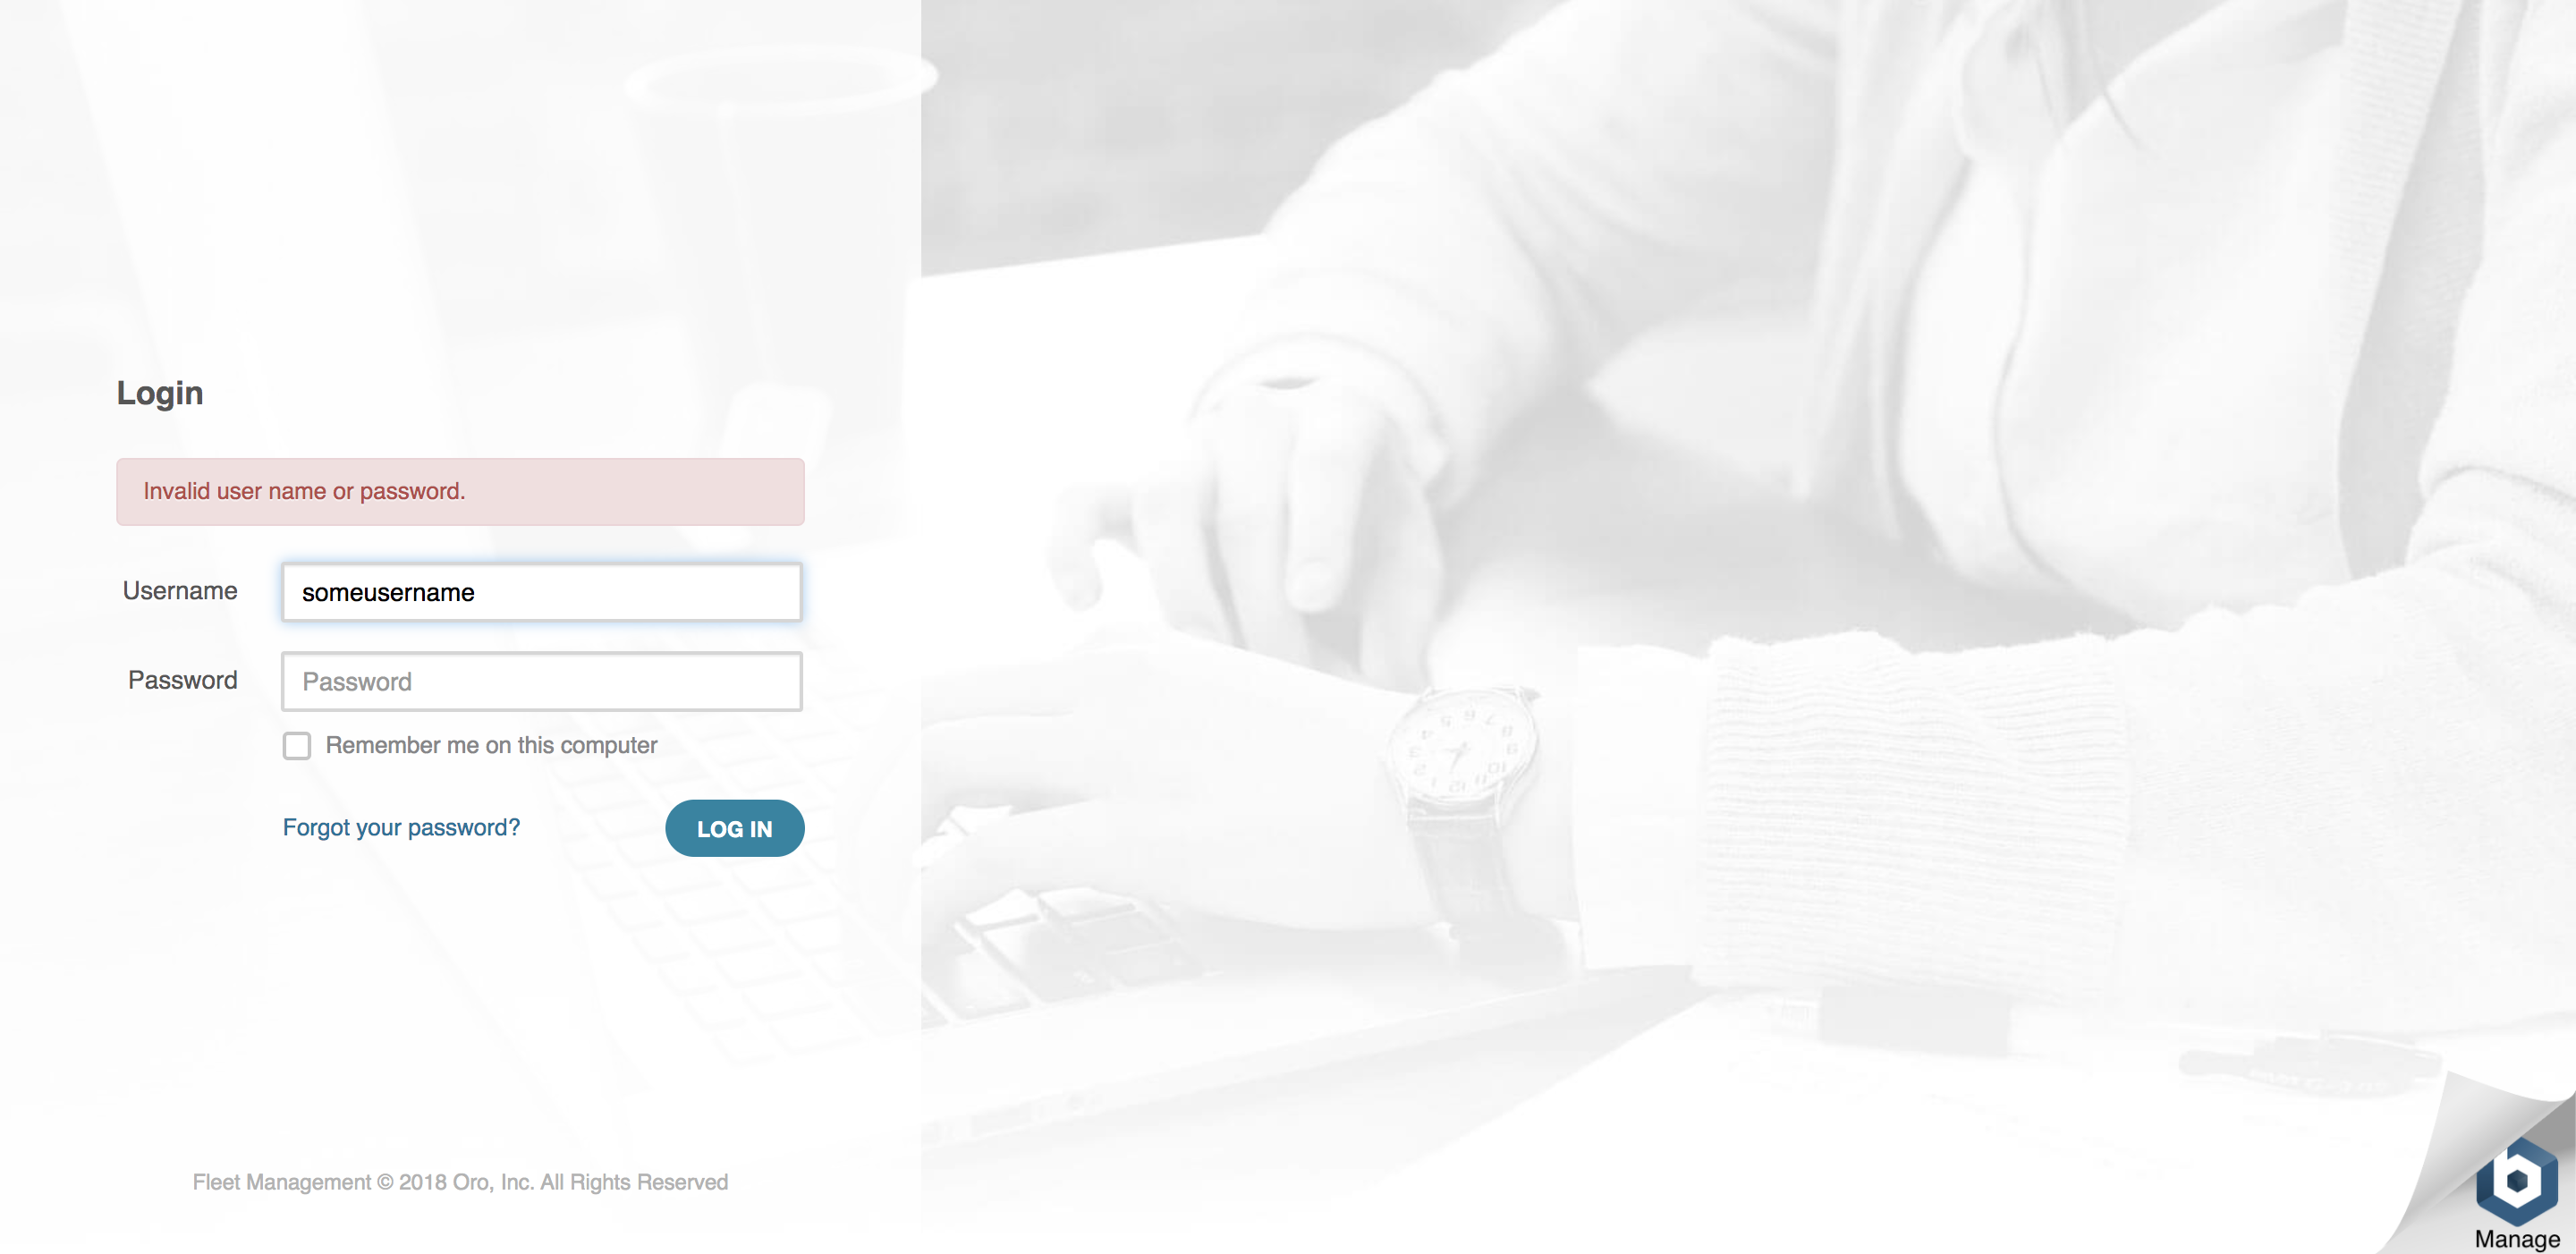 Login
Invalid user name or password.
Username
someusername
Password
Password
Remember me on this computer
Forgot your password?
LOG IN
Fleet Management © 2018 Oro, Inc. All Rights Reserved
Manage